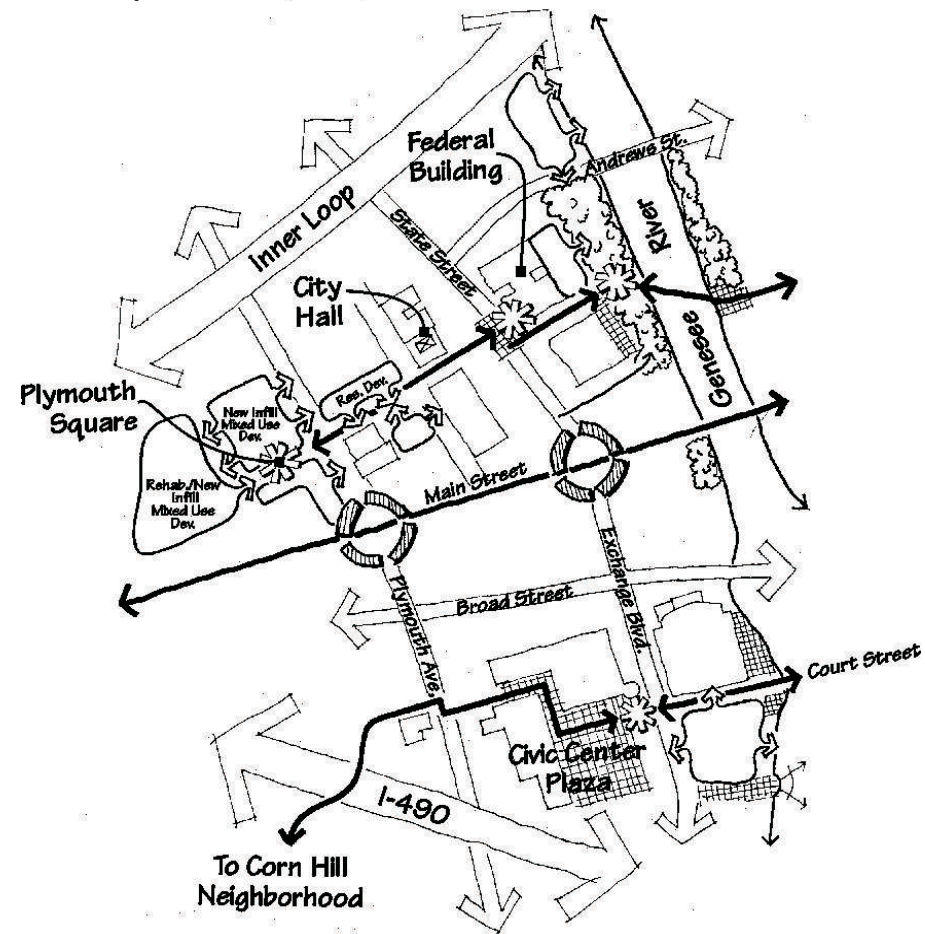 Federal
Building
Andrews St.
Inner Loop
State Street
River
City
Hall
Genesee
Plymouth
Square
Res. Dev.
New Infill
Mixed Use
Dev.
Rehab./New
Infill
Mixed Use
Dev.
Main Street
Exchange Blvd.
Broad Street
Plymouth Ave.
Court Street
Civic Center
Plaza
I-490
To Corn Hill
Neighborhood